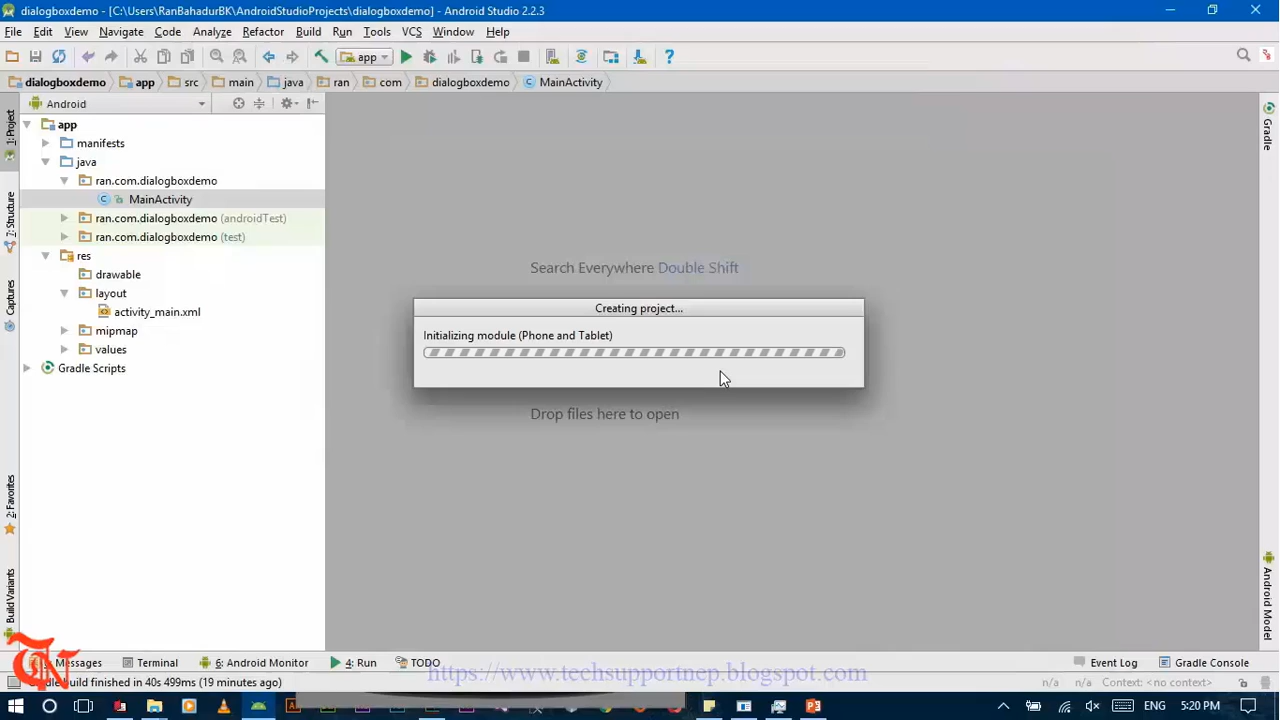 dialogboxdemo - [C:\Users\RanBahadurBK\AndroidStudioProjects\dialogboxdemo] - Android Studio 2.2.3
File Edit View Navigate Code Analyze Refactor Build Run Tools VCS Window Help
app
dialogboxdemo app src main java ran com dialogboxdemo MainActivity
Android
1: Project
7: Structure
Captures
2: Favorites
Build Variants
app
manifests
java
ran.com.dialogboxdemo
MainActivity
ran.com.dialogboxdemo (androidTest)
ran.com.dialogboxdemo (test)
res
drawable
layout
activity_main.xml
mipmap
values
Gradle Scripts
Search Everywhere Double Shift
Creating project...
Initializing module (Phone and Tablet)
Drop files here to open
Gradle
Android Model
Messages Terminal 6: Android Monitor 4: Run TODO Event Log Gradle Console
https://www.techsupportnep.blogspot.com
build finished in 40s 499ms (19 minutes ago) n/a n/a Context: <no context>
ENG 5:20 PM